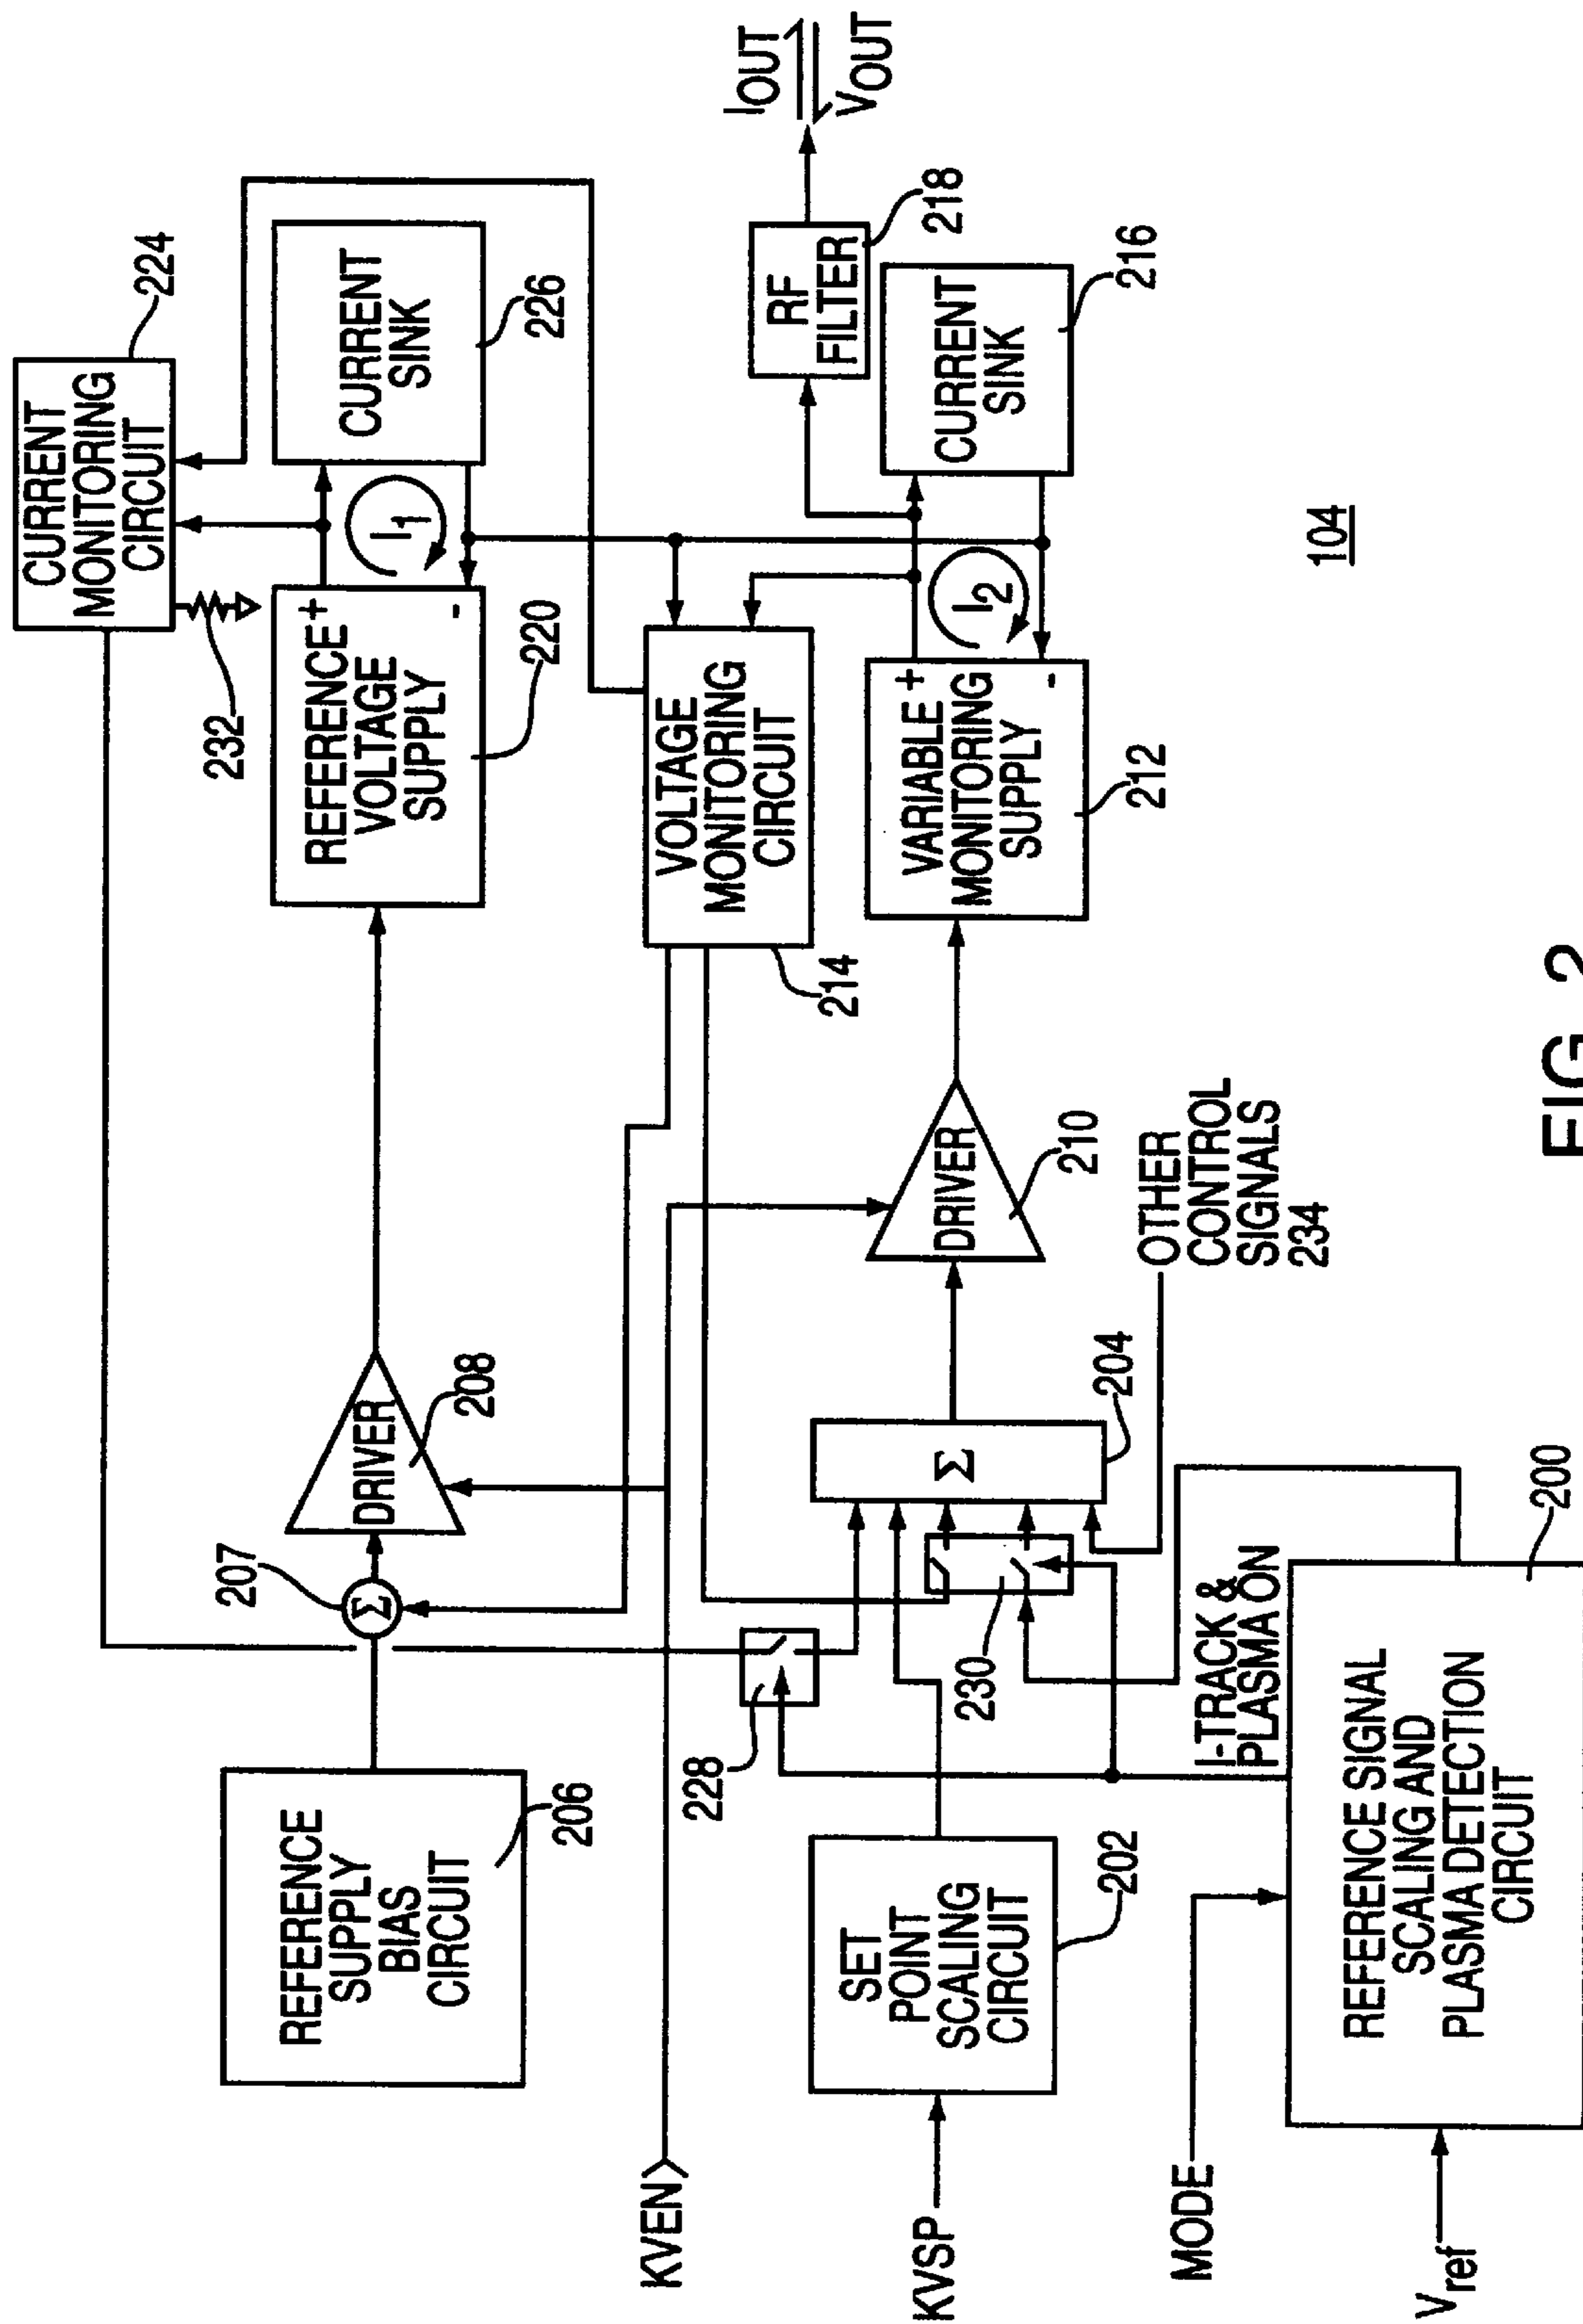 CURRENT
MONITORING
CIRCUIT
224
232
REFERENCE
SUPPLY
BIAS
CIRCUIT
206
207
Σ
DRIVER
208
REFERENCE +
VOLTAGE
SUPPLY
-
220
I1
CURRENT
SINK
226
KVEN
228
VOLTAGE
MONITORING
CIRCUIT
214
RF
FILTER
218
IOUT
VOUT
KVSP
SET
POINT
SCALING
CIRCUIT
202
230
Σ
204
DRIVER
210
VARIABLE +
MONITORING
SUPPLY
-
212
I2
CURRENT
SINK
216
OTHER
CONTROL
SIGNALS
234
MODE
I-TRACK &
PLASMA ON
Vref
REFERENCE SIGNAL
SCALING AND
PLASMA DETECTION
CIRCUIT
200
104
FIG. 2